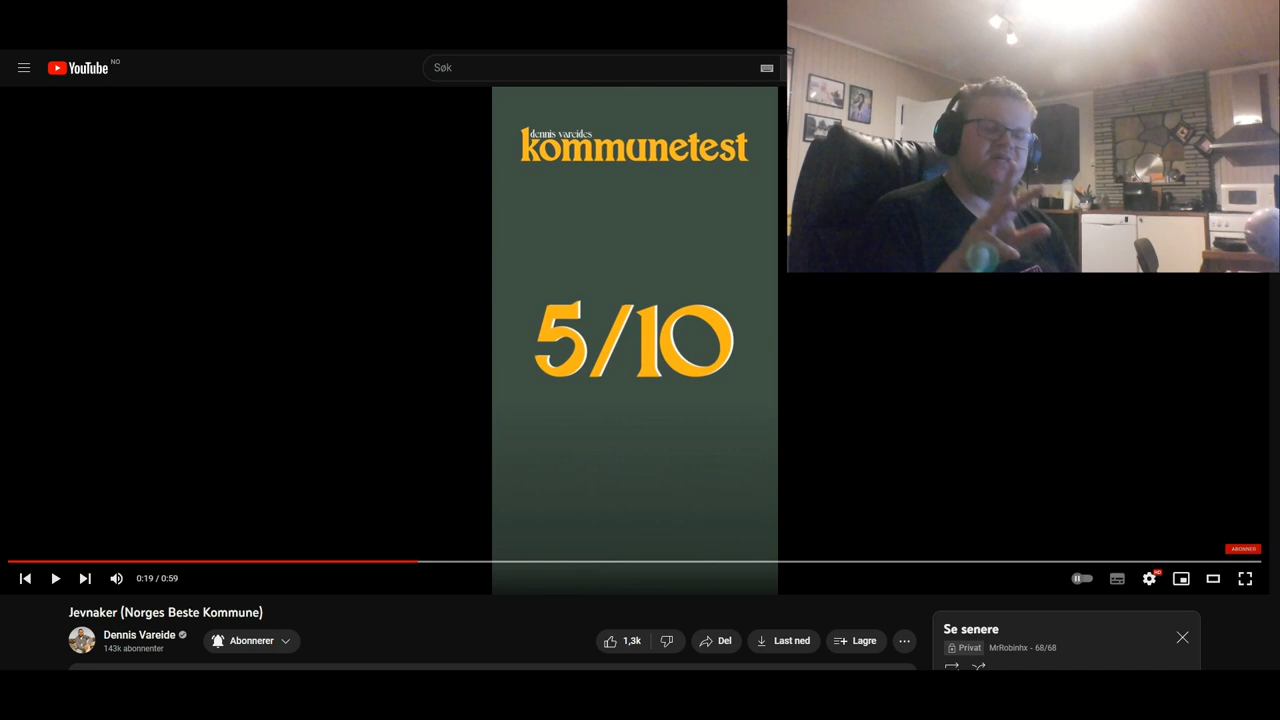 YouTube NO
Søk
dennis vareides
kommunetest
5/10
ABONNER
0:19 / 0:59
HD
Jevnaker (Norges Beste Kommune)
Dennis Vareide
143k abonnenter
Abonnerer
1,3k
Del
Last ned
Lagre
Se senere
Privat
MrRobinhx - 68/68